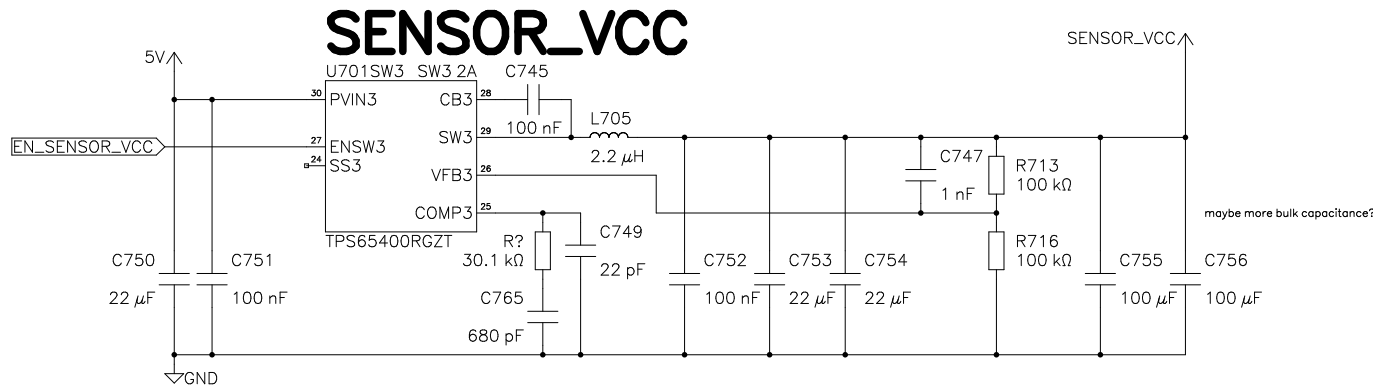 SENSOR_VCC
5V
SENSOR_VCC
U701SW3 SW3 2A
C745
100 nF
30 PVIN3
CB3 28
L705
2.2 µH
EN_SENSOR_VCC
27 ENSW3
SW3 29
24 SS3
VFB3 26
C747
1 nF
R713
100 kΩ
COMP3 25
maybe more bulk capacitance?
TPS65400RGZT
R?
30.1 kΩ
C749
22 pF
R716
100 kΩ
C750
22 µF
C751
100 nF
C765
680 pF
C752
100 nF
C753
22 µF
C754
22 µF
C755
100 µF
C756
100 µF
GND